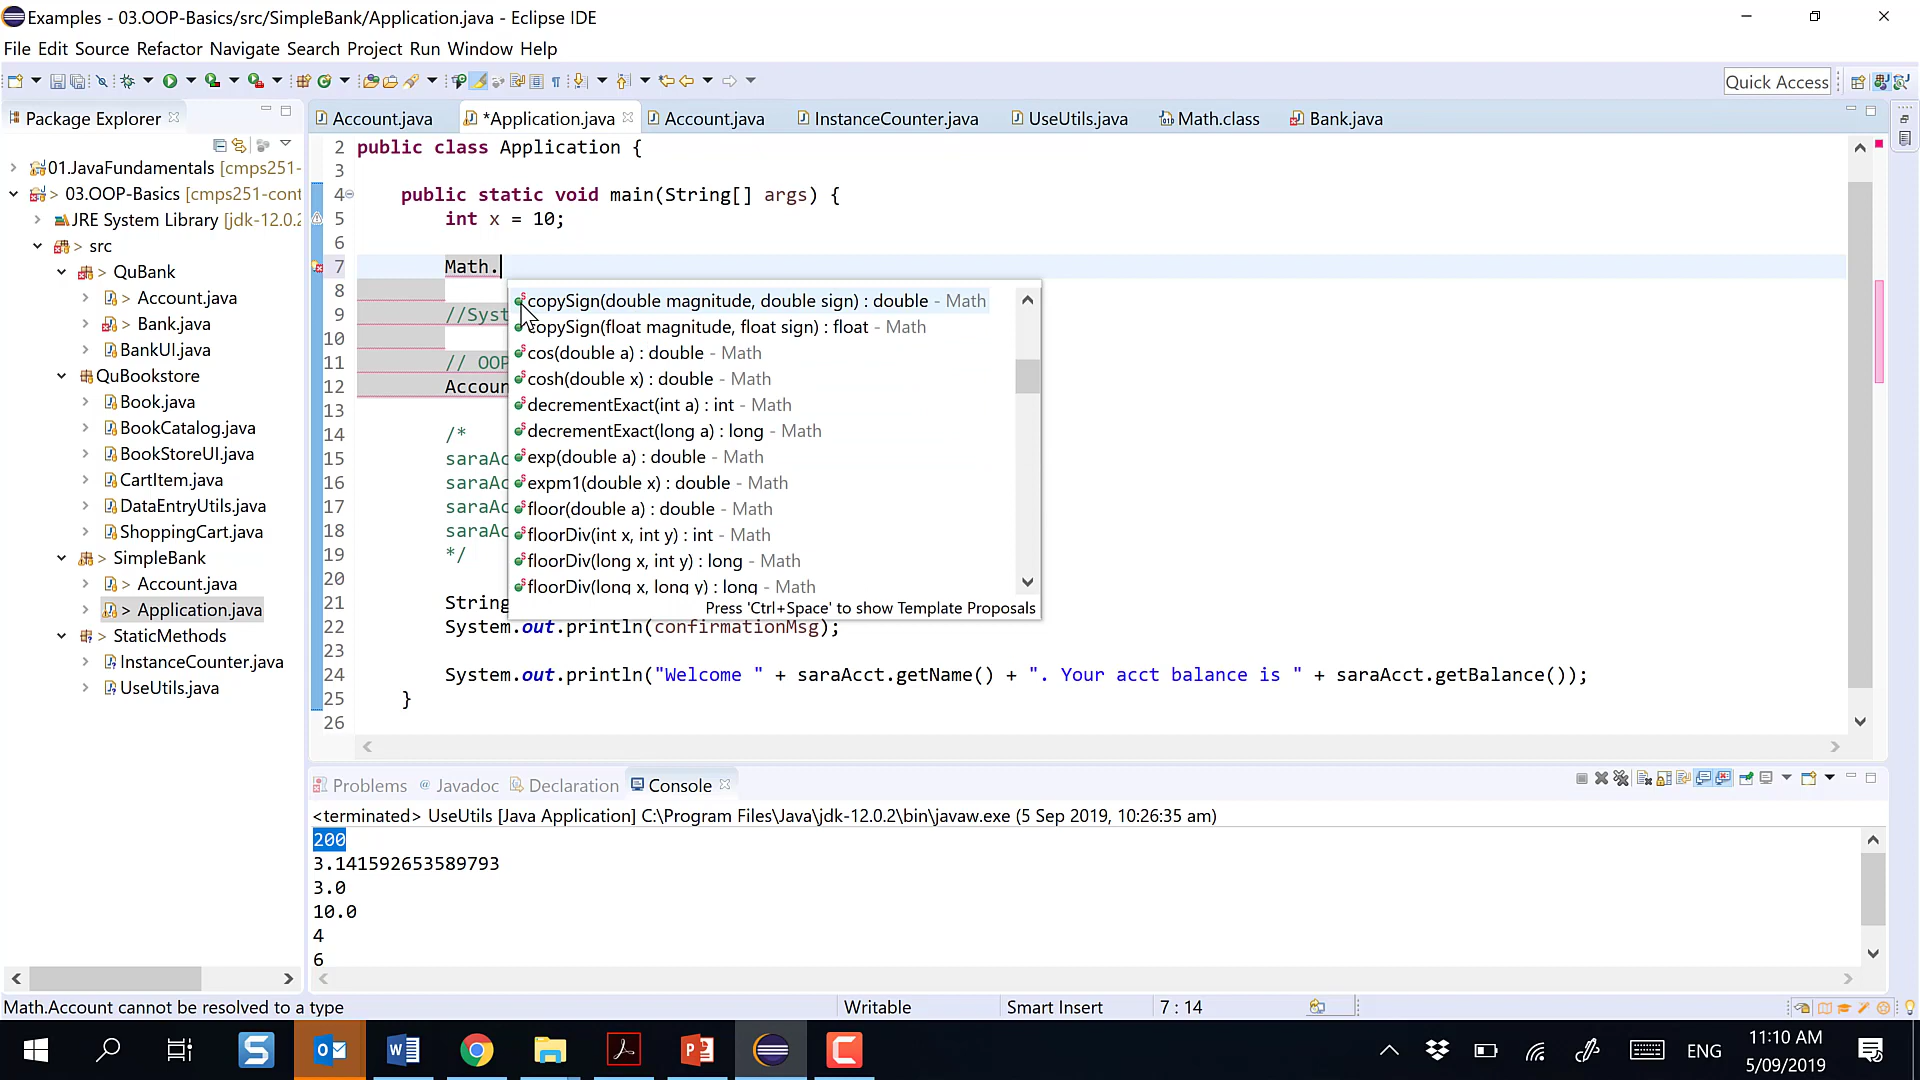 Examples - 03.OOP-Basics/src/SimpleBank/Application.java - Eclipse IDE
File Edit Source Refactor Navigate Search Project Run Window Help
Quick Access
Package Explorer
Account.java *Application.java Account.java InstanceCounter.java UseUtils.java Math.class Bank.java
01.JavaFundamentals [cmps251-
> 03.OOP-Basics [cmps251-cont
JRE System Library [jdk-12.0.2
> src
> QuBank
> Account.java
> Bank.java
BankUI.java
QuBookstore
Book.java
BookCatalog.java
BookStoreUI.java
CartItem.java
DataEntryUtils.java
ShoppingCart.java
> SimpleBank
> Account.java
> Application.java
> StaticMethods
InstanceCounter.java
UseUtils.java
2 public class Application {
3
4 public static void main(String[] args) {
5 int x = 10;
6
7 Math.
8
9 //Syst
10
11 // OOP
12 Accoun
13
14 /*
15 saraAc
16 saraAc
17 saraAc
18 saraAc
19 */
20
21 String
22 System.out.println(confirmationMsg);
23
24 System.out.println("Welcome " + saraAcct.getName() + ". Your acct balance is " + saraAcct.getBalance());
25 }
26
copySign(double magnitude, double sign) : double - Math
copySign(float magnitude, float sign) : float - Math
cos(double a) : double - Math
cosh(double x) : double - Math
decrementExact(int a) : int - Math
decrementExact(long a) : long - Math
exp(double a) : double - Math
expm1(double x) : double - Math
floor(double a) : double - Math
floorDiv(int x, int y) : int - Math
floorDiv(long x, int y) : long - Math
floorDiv(long x, long y) : long - Math
Press 'Ctrl+Space' to show Template Proposals
Problems @ Javadoc Declaration Console
<terminated> UseUtils [Java Application] C:\Program Files\Java\jdk-12.0.2\bin\javaw.exe (5 Sep 2019, 10:26:35 am)
200
3.141592653589793
3.0
10.0
4
6
Math.Account cannot be resolved to a type
Writable
Smart Insert
7 : 14
ENG
11:10 AM
5/09/2019